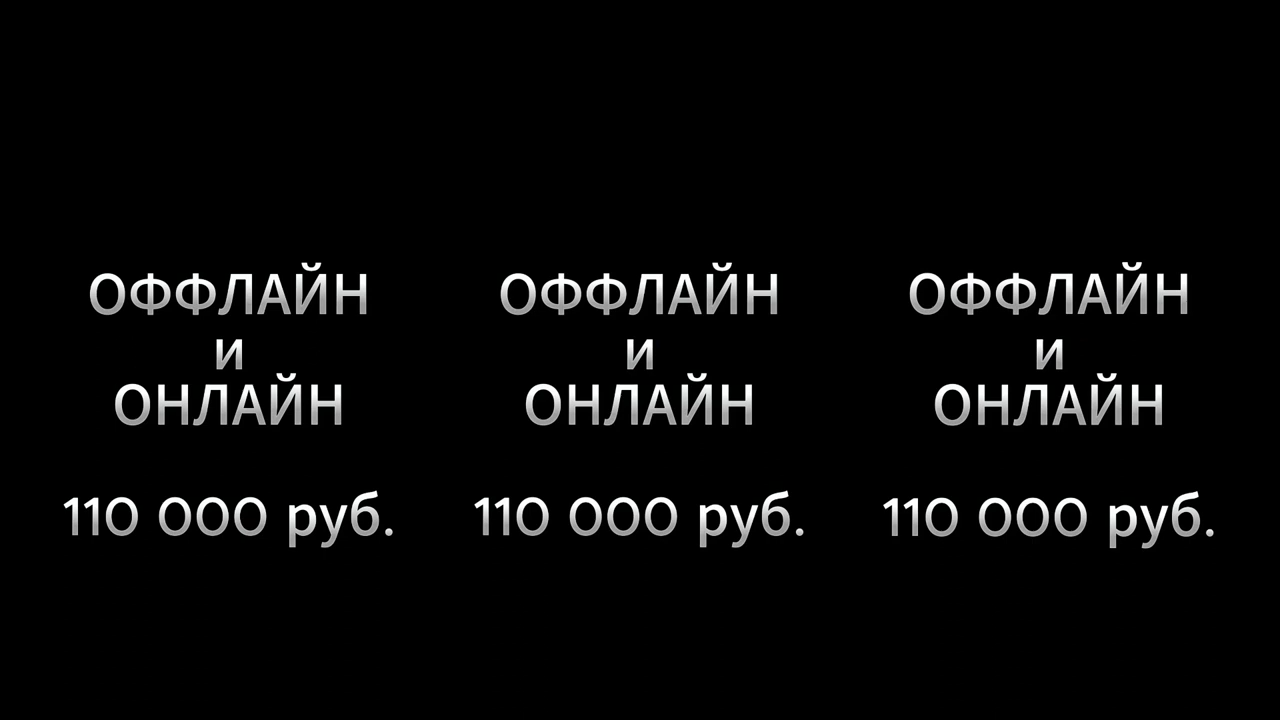 ОФФЛАЙН
и
ОНЛАЙН
110 000 руб.
ОФФЛАЙН
и
ОНЛАЙН
110 000 руб.
ОФФЛАЙН
и
ОНЛАЙН
110 000 руб.